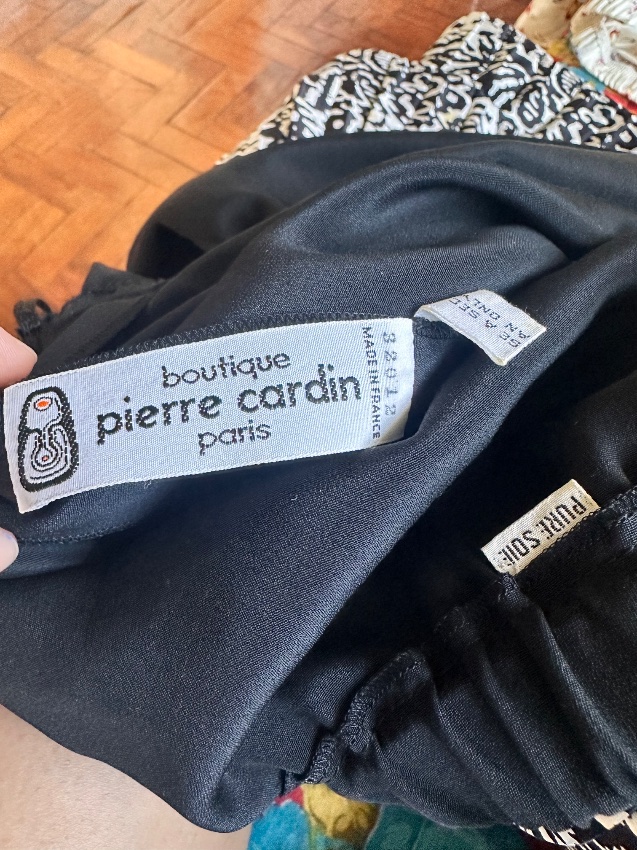 boutique
pierre cardin
paris
MADE IN FRANCE
32012
PURE SOIE